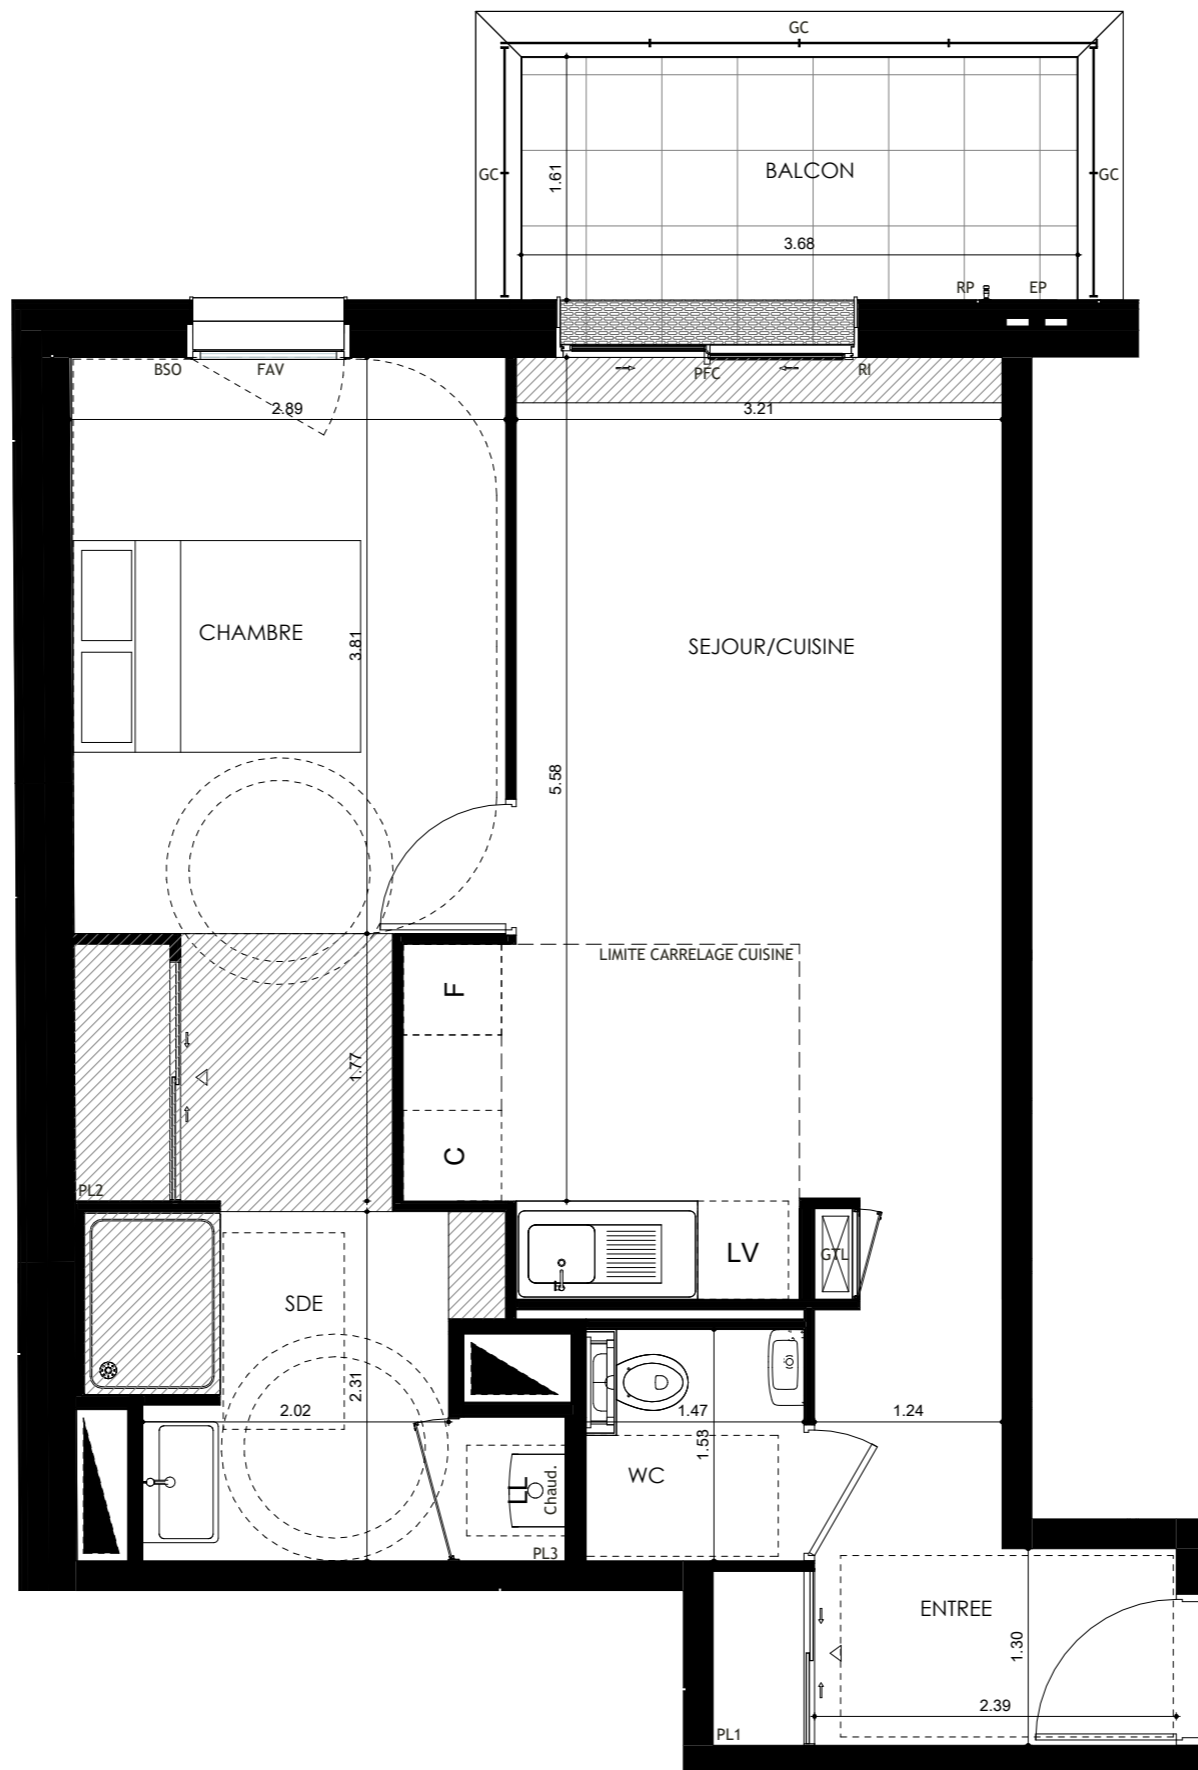 GC
GC
BALCON
GC
1.61
3.68
RP
EP
BSO
FAV
PFC
RI
2.89
3.21
CHAMBRE
3.81
SEJOUR/CUISINE
5.58
LIMITE CARRELAGE CUISINE
F
1.77
C
PL2
LV
GTL
SDE
2.31
2.02
1.47
1.53
1.24
WC
LL
Chaud.
PL3
ENTREE
1.30
2.39
PL1